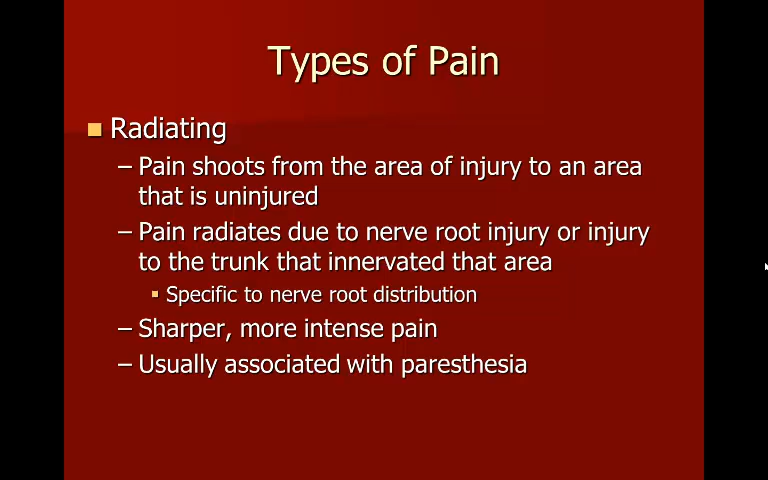 Types of Pain
Radiating
– Pain shoots from the area of injury to an area
that is uninjured
– Pain radiates due to nerve root injury or injury
to the trunk that innervated that area
Specific to nerve root distribution
– Sharper, more intense pain
– Usually associated with paresthesia